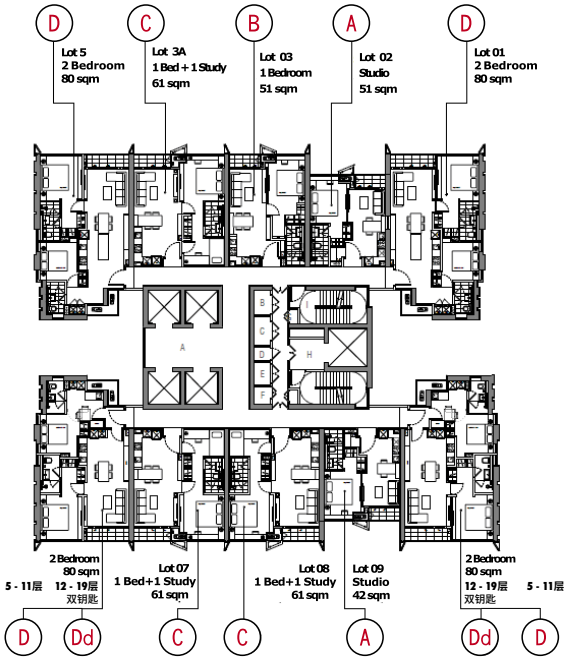 D
C
B
A
D
Lot 5
2 Bedroom
80 sqm
Lot 3A
1 Bed + 1 Study
61 sqm
Lot 03
1 Bedroom
51 sqm
Lot 02
Studio
51 sqm
Lot 01
2 Bedroom
80 sqm
A
B
C
D
E
F
I
H
2 Bedroom
80 sqm
5 - 11层
12 - 19层
双钥匙
Lot 07
1 Bed+1 Study
61 sqm
Lot 08
1 Bed+1 Study
61 sqm
Lot 09
Studio
42 sqm
2 Bedroom
80 sqm
12 - 19层
双钥匙
5 - 11层
D
Dd
C
C
A
Dd
D